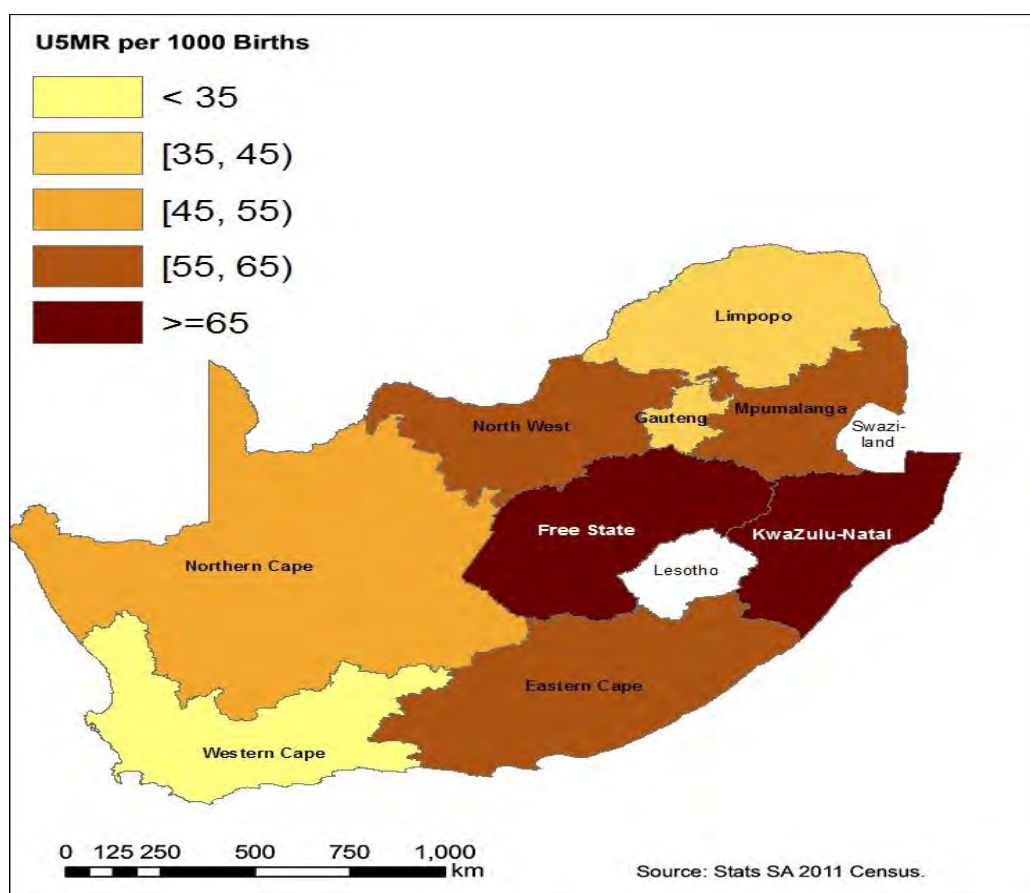 U5MR per 1000 Births
< 35
[35, 45)
[45, 55)
[55, 65)
>=65
Limpopo
North West
Gauteng
Mpumalanga
Swazi-
land
Free State
KwaZulu-Natal
Northern Cape
Lesotho
Eastern Cape
Western Cape
0 125 250 500 750 1,000
km
Source: Stats SA 2011 Census.